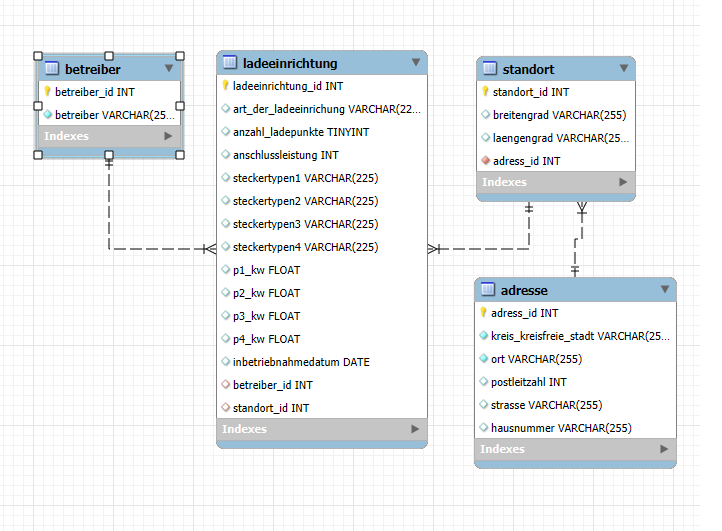 betreiber
betreiber_id INT
betreiber VARCHAR(25...
Indexes
ladeeinrichtung
ladeeinrichtung_id INT
art_der_ladeeinrichung VARCHAR(22...
anzahl_ladepunkte TINYINT
anschlussleistung INT
steckertypen1 VARCHAR(225)
steckertypen2 VARCHAR(225)
steckertypen3 VARCHAR(225)
steckertypen4 VARCHAR(225)
p1_kw FLOAT
p2_kw FLOAT
p3_kw FLOAT
p4_kw FLOAT
inbetriebnahmedatum DATE
betreiber_id INT
standort_id INT
Indexes
standort
standort_id INT
breitengrad VARCHAR(255)
laengengrad VARCHAR(25...
adress_id INT
Indexes
adresse
adress_id INT
kreis_kreisfreie_stadt VARCHAR(25...
ort VARCHAR(255)
postleitzahl INT
strasse VARCHAR(255)
hausnummer VARCHAR(255)
Indexes